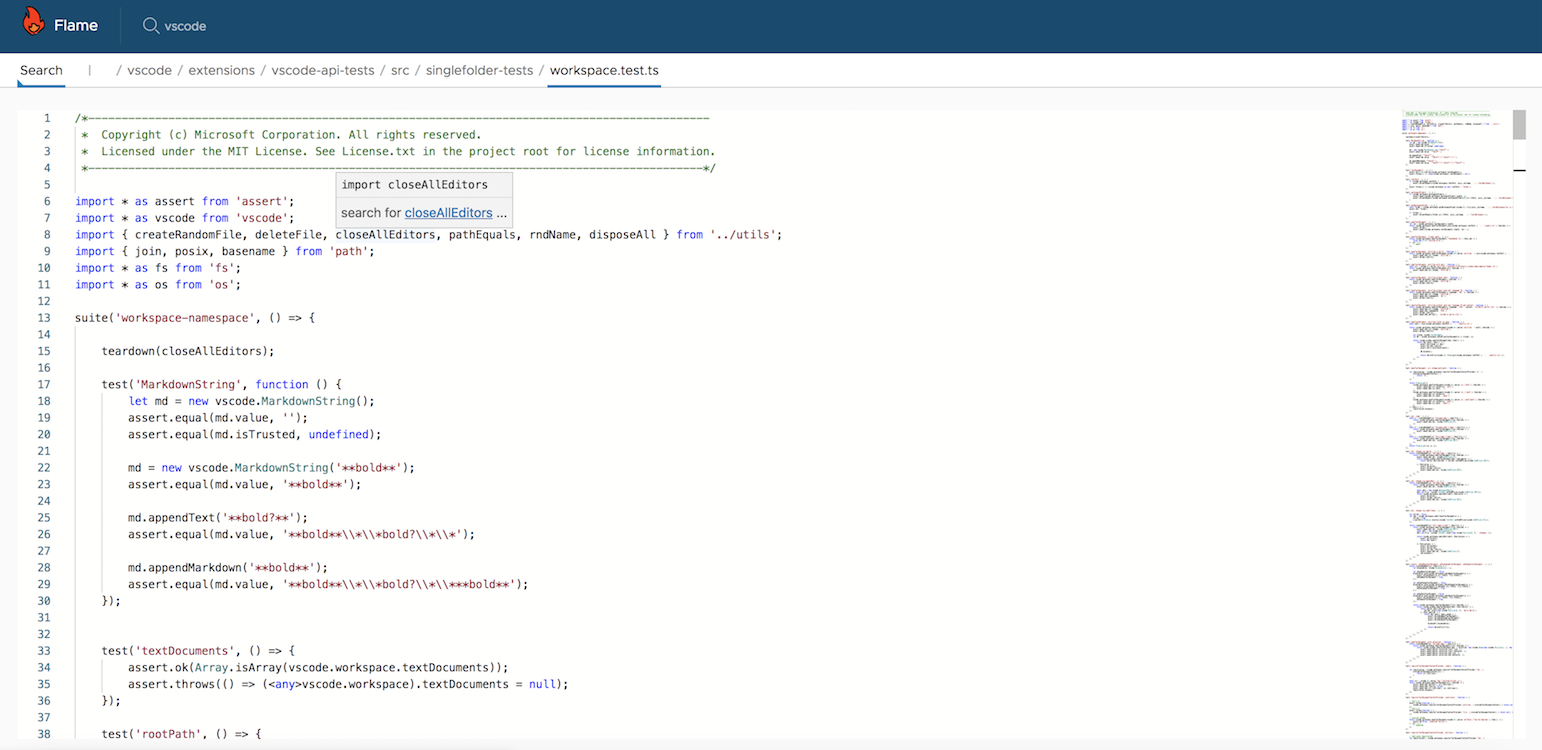 Flame
vscode
Search | / vscode / extensions / vscode-api-tests / src / singlefolder-tests / workspace.test.ts
1 /*---------------------------------------------------------------------------------------------
2 * Copyright (c) Microsoft Corporation. All rights reserved.
3 * Licensed under the MIT License. See License.txt in the project root for license information.
4 *--------------------------------------------------------------------------------------------*/
import closeAllEditors
5
search for closeAllEditors ...
6 import * as assert from 'assert';
7 import * as vscode from 'vscode';
8 import { createRandomFile, deleteFile, closeAllEditors, pathEquals, rndName, disposeAll } from '../utils';
9 import { join, posix, basename } from 'path';
10 import * as fs from 'fs';
11 import * as os from 'os';
12
13 suite('workspace-namespace', () => {
14
15 teardown(closeAllEditors);
16
17 test('MarkdownString', function () {
18 let md = new vscode.MarkdownString();
19 assert.equal(md.value, '');
20 assert.equal(md.isTrusted, undefined);
21
22 md = new vscode.MarkdownString('**bold**');
23 assert.equal(md.value, '**bold**');
24
25 md.appendText('**bold?**');
26 assert.equal(md.value, '**bold**\\*\\*bold?\\*\\*');
27
28 md.appendMarkdown('**bold**');
29 assert.equal(md.value, '**bold**\\*\\*bold?\\*\\***bold**');
30 });
31
32
33 test('textDocuments', () => {
34 assert.ok(Array.isArray(vscode.workspace.textDocuments));
35 assert.throws(() => (<any>vscode.workspace).textDocuments = null);
36 });
37
38 test('rootPath', () => {